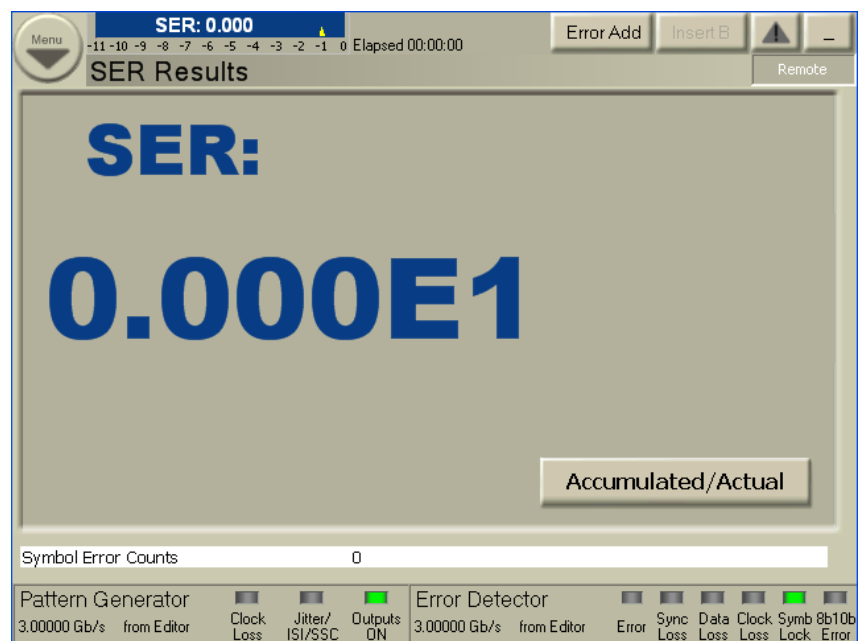 Menu
SER: 0.000
-11 -10 -9 -8 -7 -6 -5 -4 -3 -2 -1 0 Elapsed 00:00:00
Error Add
Insert B
Remote
SER Results
SER:
0.000E1
Accumulated/Actual
Symbol Error Counts 0
Pattern Generator
3.00000 Gb/s from Editor
Clock Loss
Jitter/ ISI/SSC
Outputs ON
Error Detector
3.00000 Gb/s from Editor
Error
Sync Loss
Data Loss
Clock Loss
Symb Lock
8b10b Erro